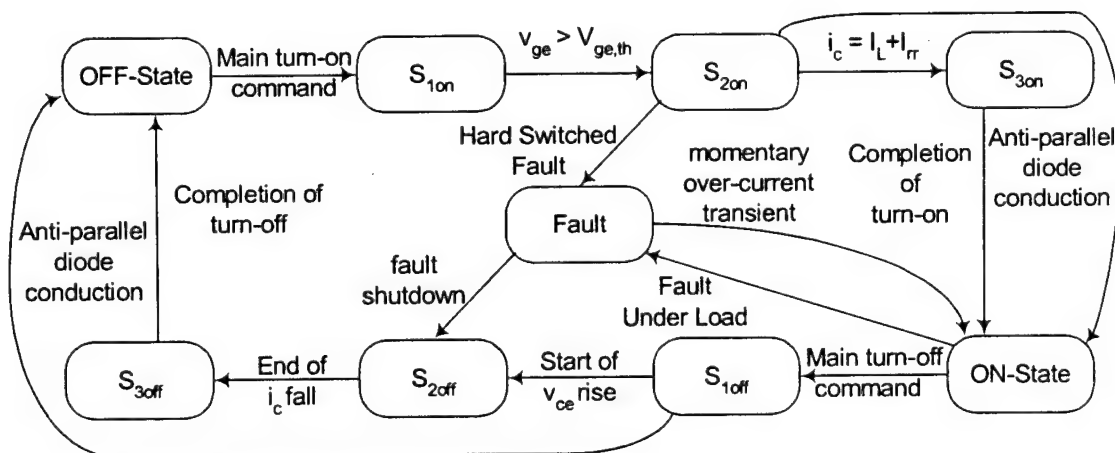 OFF-State
Main turn-on
command
S1on
vge > Vge,th
S2on
ic = IL+Irr
S3on
Hard Switched
Fault
momentary
over-current
transient
Completion
of
turn-on
Anti-parallel
diode
conduction
Anti-parallel
diode
conduction
Completion of
turn-off
Fault
fault
shutdown
Fault
Under Load
S3off
End of
ic fall
S2off
Start of
vce rise
S1off
Main turn-off
command
ON-State